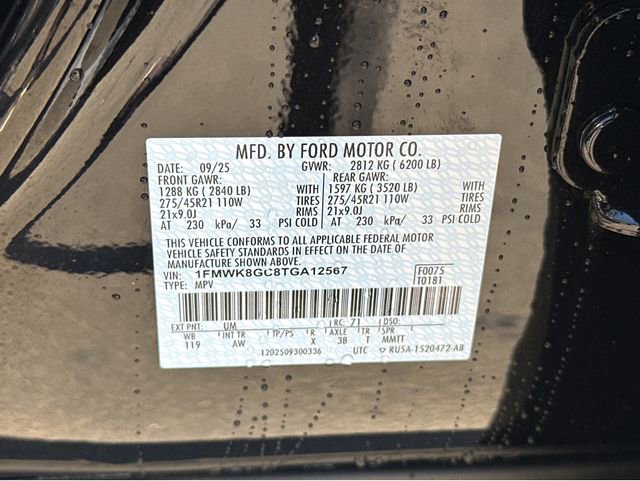 MFD. BY FORD MOTOR CO.
DATE: 09/25 GVWR: 2812 KG ( 6200 LB)
FRONT GAWR: REAR GAWR:
1288 KG ( 2840 LB) WITH 1597 KG ( 3520 LB) WITH
275/45R21 110W TIRES 275/45R21 110W TIRES
21x9.0J RIMS 21x9.0J RIMS
AT 230 kPa/ 33 PSI COLD AT 230 kPa/ 33 PSI COLD
THIS VEHICLE CONFORMS TO ALL APPLICABLE FEDERAL MOTOR
VEHICLE SAFETY STANDARDS IN EFFECT ON THE DATE OF
MANUFACTURE SHOWN ABOVE.
VIN: 1FMWK8GC8TGA12567 F0075
TYPE: MPV T0181
EXT PNT: UM RC: 71 DSO:
WB INT TR TP/PS R AXLE TR SPR
119 AW X 3B T MMTT
1202509300336 UTC ▽ RU5A-1520472-AB